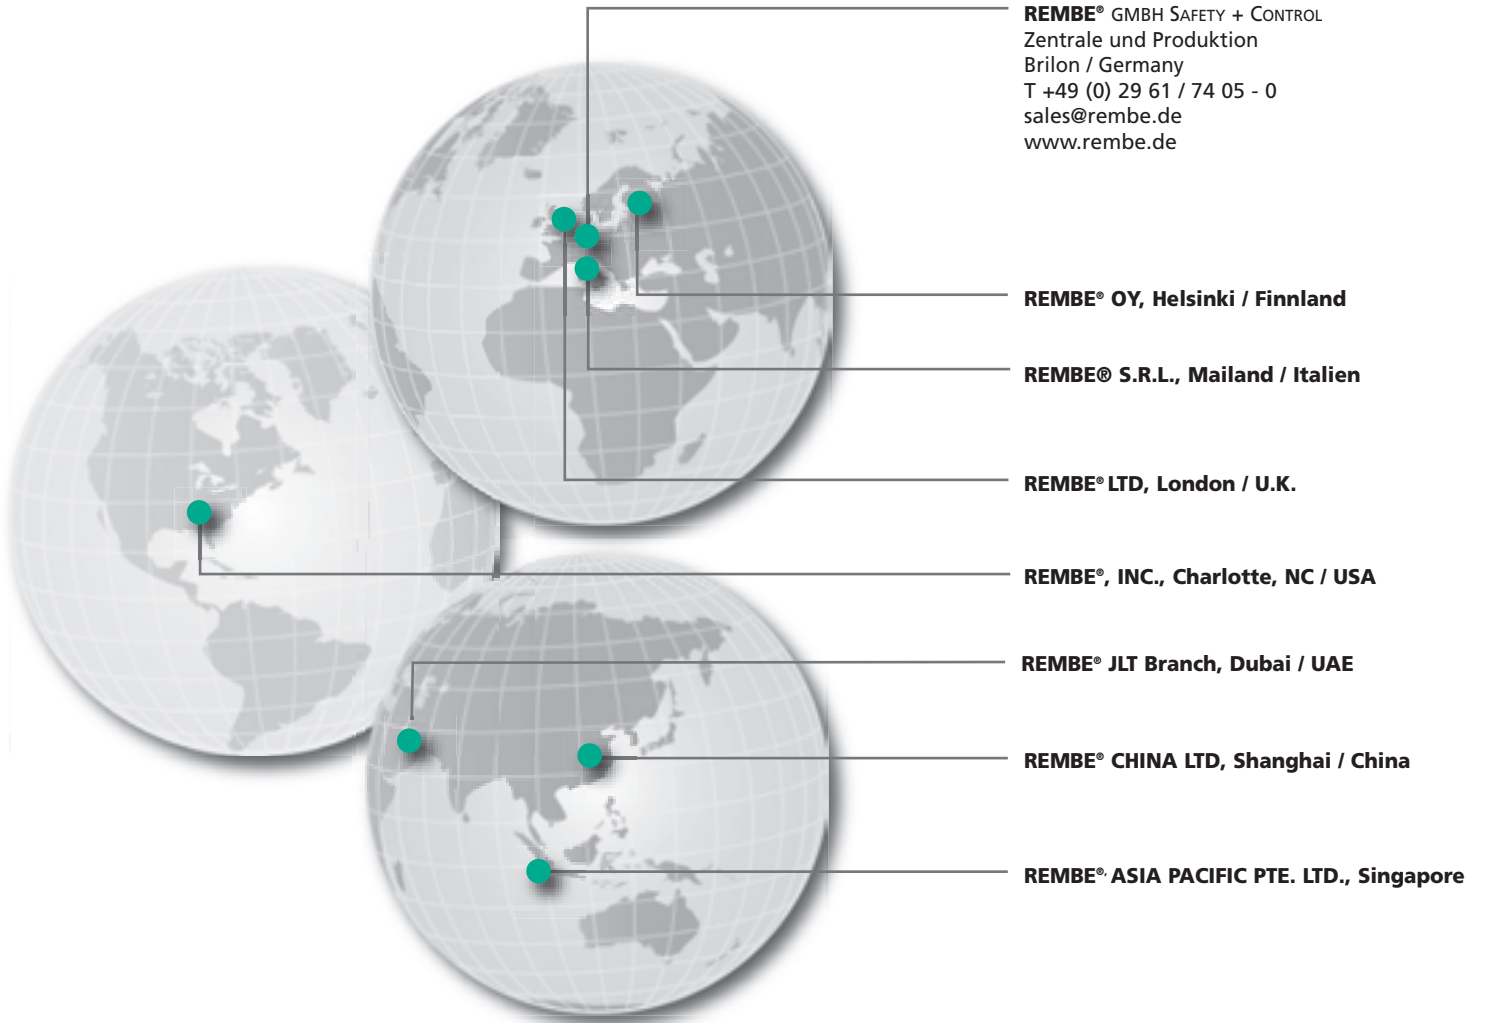 REMBE® GMBH SAFETY + CONTROL
Zentrale und Produktion
Brilon / Germany
T +49 (0) 29 61 / 74 05 - 0
sales@rembe.de
www.rembe.de
REMBE® OY, Helsinki / Finnland
REMBE® S.R.L., Mailand / Italien
REMBE® LTD, London / U.K.
REMBE®, INC., Charlotte, NC / USA
REMBE® JLT Branch, Dubai / UAE
REMBE® CHINA LTD, Shanghai / China
REMBE®, ASIA PACIFIC PTE. LTD., Singapore